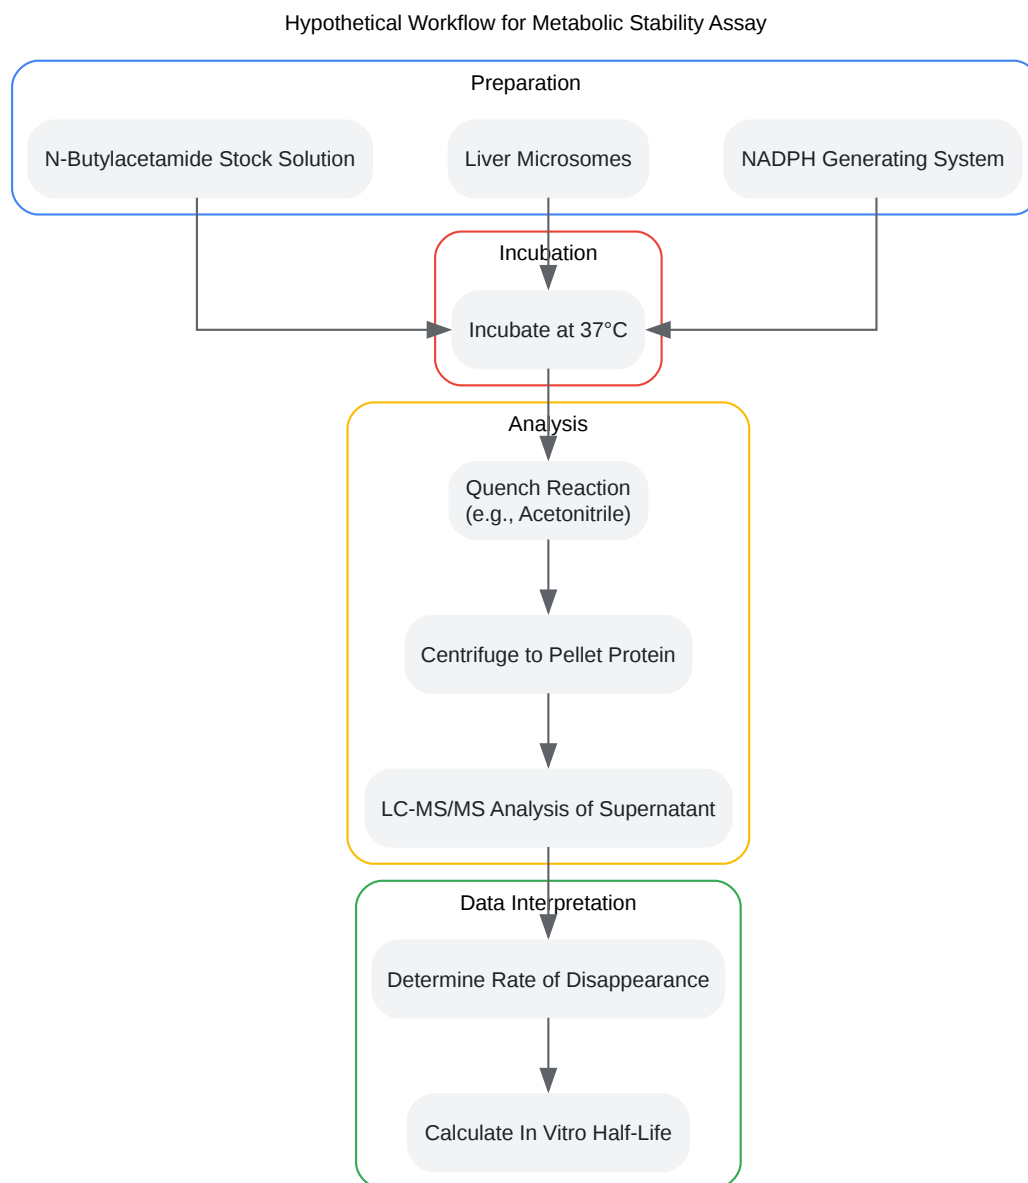 Hypothetical Workflow for Metabolic Stability Assay
Preparation
N-Butylacetamide Stock Solution
Liver Microsomes
NADPH Generating System
Incubation
Incubate at 37°C
Analysis
Quench Reaction
(e.g., Acetonitrile)
Centrifuge to Pellet Protein
LC-MS/MS Analysis of Supernatant
Data Interpretation
Determine Rate of Disappearance
Calculate In Vitro Half-Life